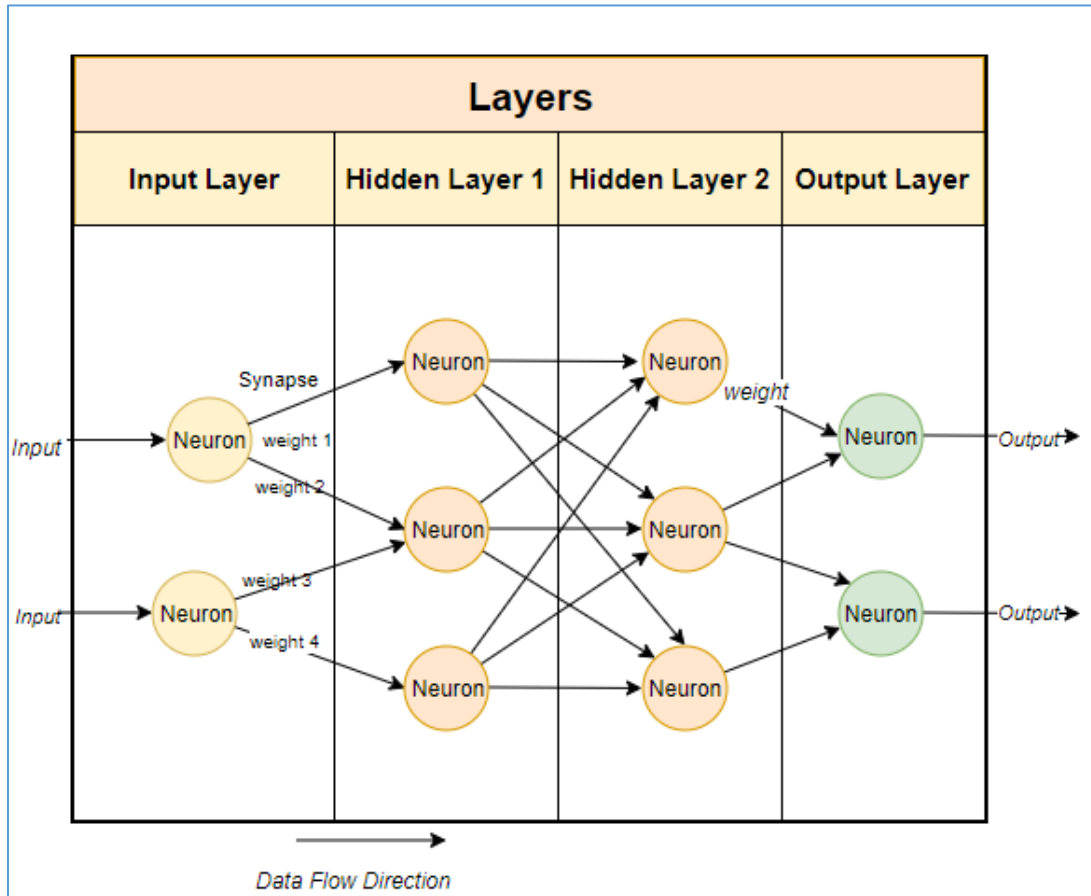 Layers
Input Layer
Hidden Layer 1
Hidden Layer 2
Output Layer
Neuron
Neuron
Synapse
weight
Input
Neuron
weight 1
Neuron
Output
weight 2
Neuron
Neuron
weight 3
Input
Neuron
Neuron
Output
weight 4
Neuron
Neuron
Data Flow Direction